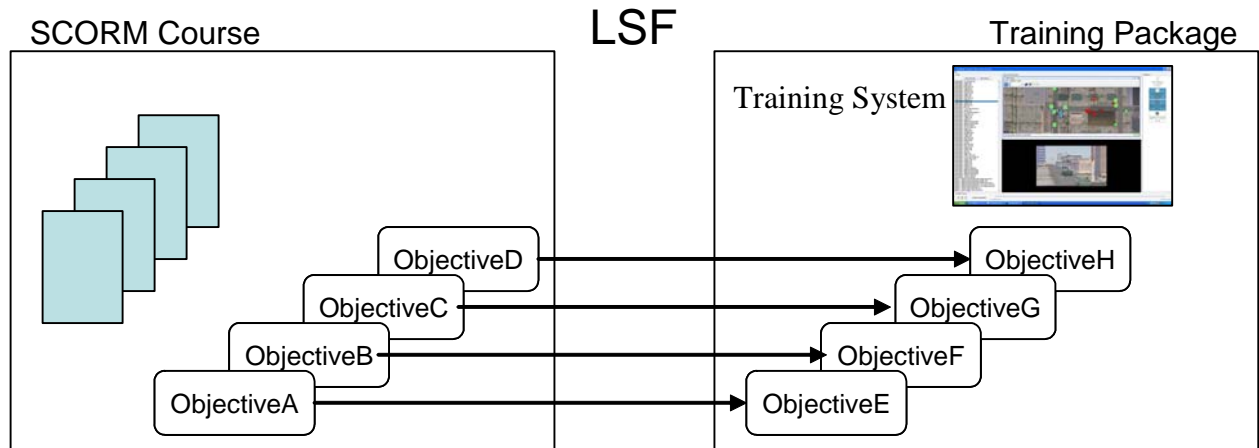 SCORM Course
LSF
Training Package
Training System
ObjectiveD
ObjectiveH
ObjectiveC
ObjectiveG
ObjectiveB
ObjectiveF
ObjectiveA
ObjectiveE